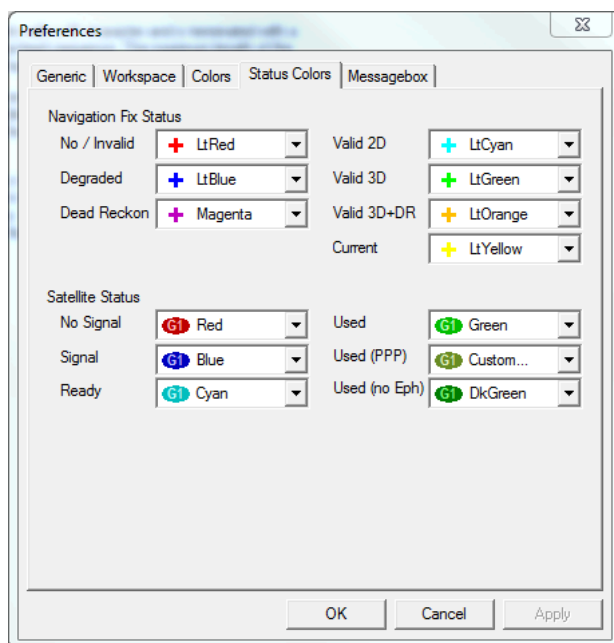 Preferences
Generic Workspace Colors Status Colors Messagebox
Navigation Fix Status
No / Invalid LtRed Valid 2D LtCyan
Degraded LtBlue Valid 3D LtGreen
Dead Reckon Magenta Valid 3D+DR LtOrange
Current LtYellow
Satellite Status
No Signal G1 Red Used G1 Green
Signal G1 Blue Used (PPP) G1 Custom...
Ready G1 Cyan Used (no Eph) G1 DkGreen
OK Cancel Apply